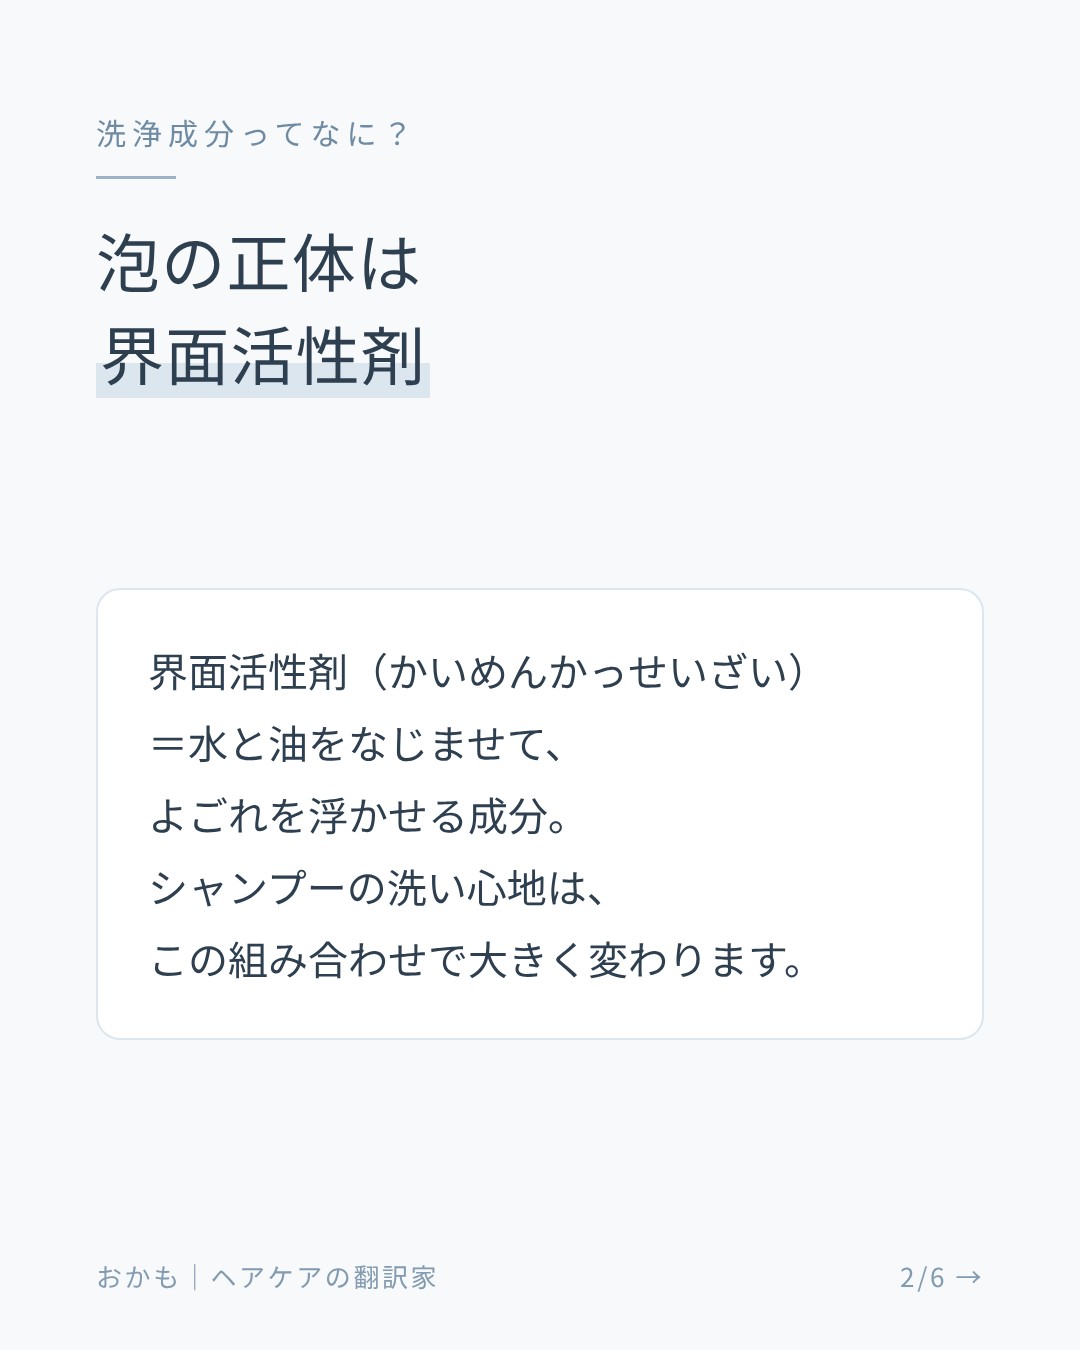 洗浄成分ってなに？
泡の正体は
界面活性剤
界面活性剤（かいめんかっせいざい）
＝水と油をなじませて、
よごれを浮かせる成分。
シャンプーの洗い心地は、
この組み合わせで大きく変わります。
おかも｜ヘアケアの翻訳家
2/6 →